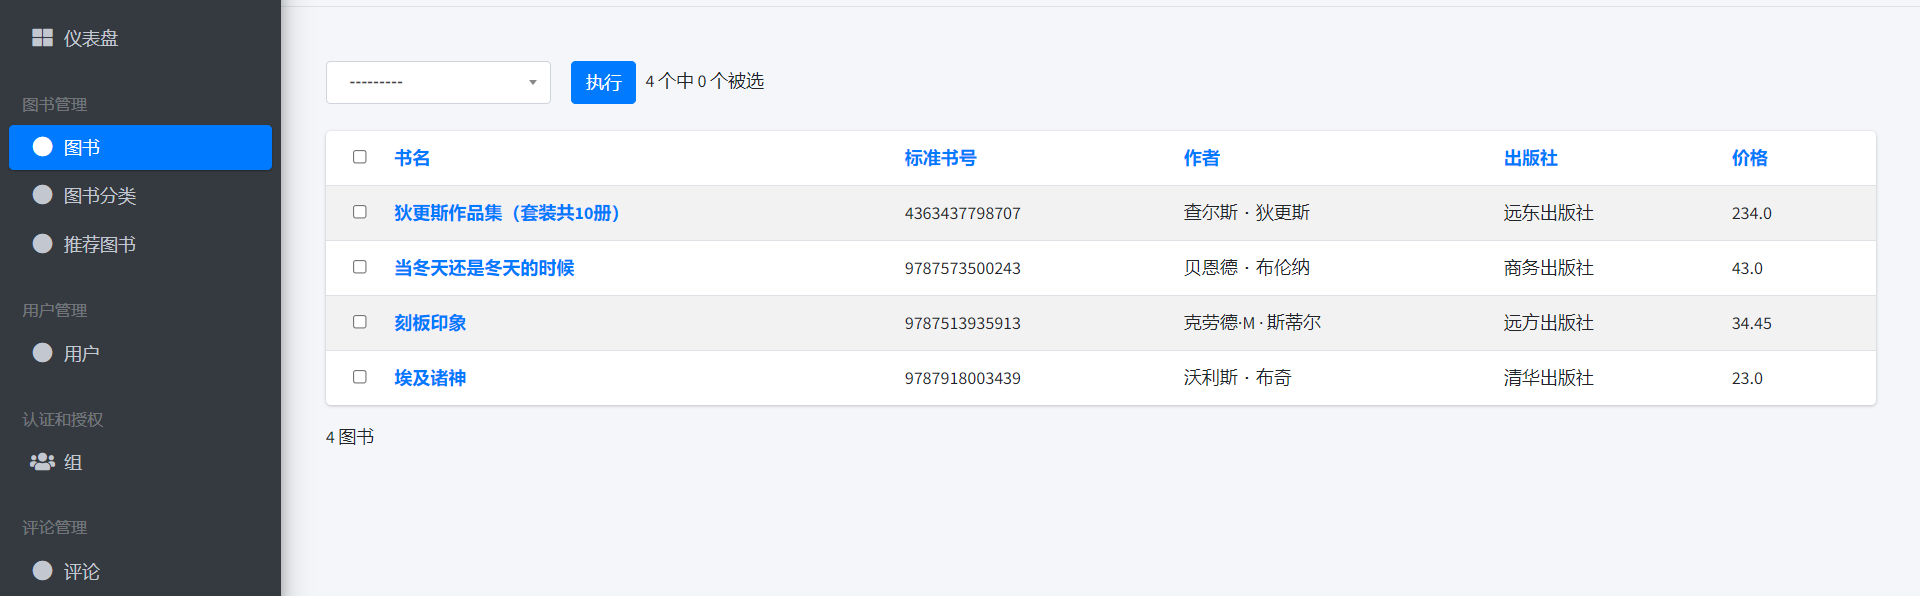 仪表盘
图书管理
图书
图书分类
推荐图书
用户管理
用户
认证和授权
组
评论管理
评论
---------
执行 4 个中 0 个被选
书名 标准书号 作者 出版社 价格
狄更斯作品集（套装共10册） 4363437798707 查尔斯・狄更斯 远东出版社 234.0
当冬天还是冬天的时候 9787573500243 贝恩德・布伦纳 商务出版社 43.0
刻板印象 9787513935913 克劳德·M·斯蒂尔 远方出版社 34.45
埃及诸神 9787918003439 沃利斯・布奇 清华出版社 23.0
4 图书